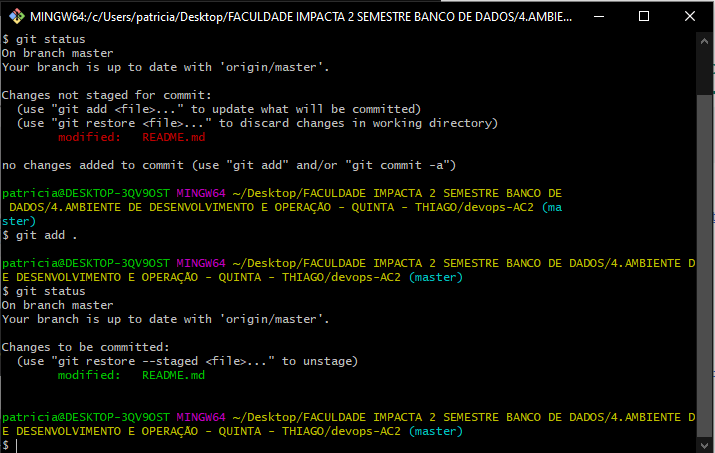 MINGW64:/c/Users/patricia/Desktop/FACULDADE IMPACTA 2 SEMESTRE BANCO DE DADOS/4.AMBIE...
$ git status
On branch master
Your branch is up to date with 'origin/master'.
Changes not staged for commit:
  (use "git add <file>..." to update what will be committed)
  (use "git restore <file>..." to discard changes in working directory)
        modified:   README.md
no changes added to commit (use "git add" and/or "git commit -a")
patricia@DESKTOP-3QV9OST MINGW64 ~/Desktop/FACULDADE IMPACTA 2 SEMESTRE BANCO DE
 DADOS/4.AMBIENTE DE DESENVOLVIMENTO E OPERAÇÃO - QUINTA - THIAGO/devops-AC2 (ma
ster)
$ git add .
patricia@DESKTOP-3QV9OST MINGW64 ~/Desktop/FACULDADE IMPACTA 2 SEMESTRE BANCO DE DADOS/4.AMBIENTE D
E DESENVOLVIMENTO E OPERAÇÃO - QUINTA - THIAGO/devops-AC2 (master)
$ git status
On branch master
Your branch is up to date with 'origin/master'.
Changes to be committed:
  (use "git restore --staged <file>..." to unstage)
        modified:   README.md
patricia@DESKTOP-3QV9OST MINGW64 ~/Desktop/FACULDADE IMPACTA 2 SEMESTRE BANCO DE DADOS/4.AMBIENTE D
E DESENVOLVIMENTO E OPERAÇÃO - QUINTA - THIAGO/devops-AC2 (master)
$